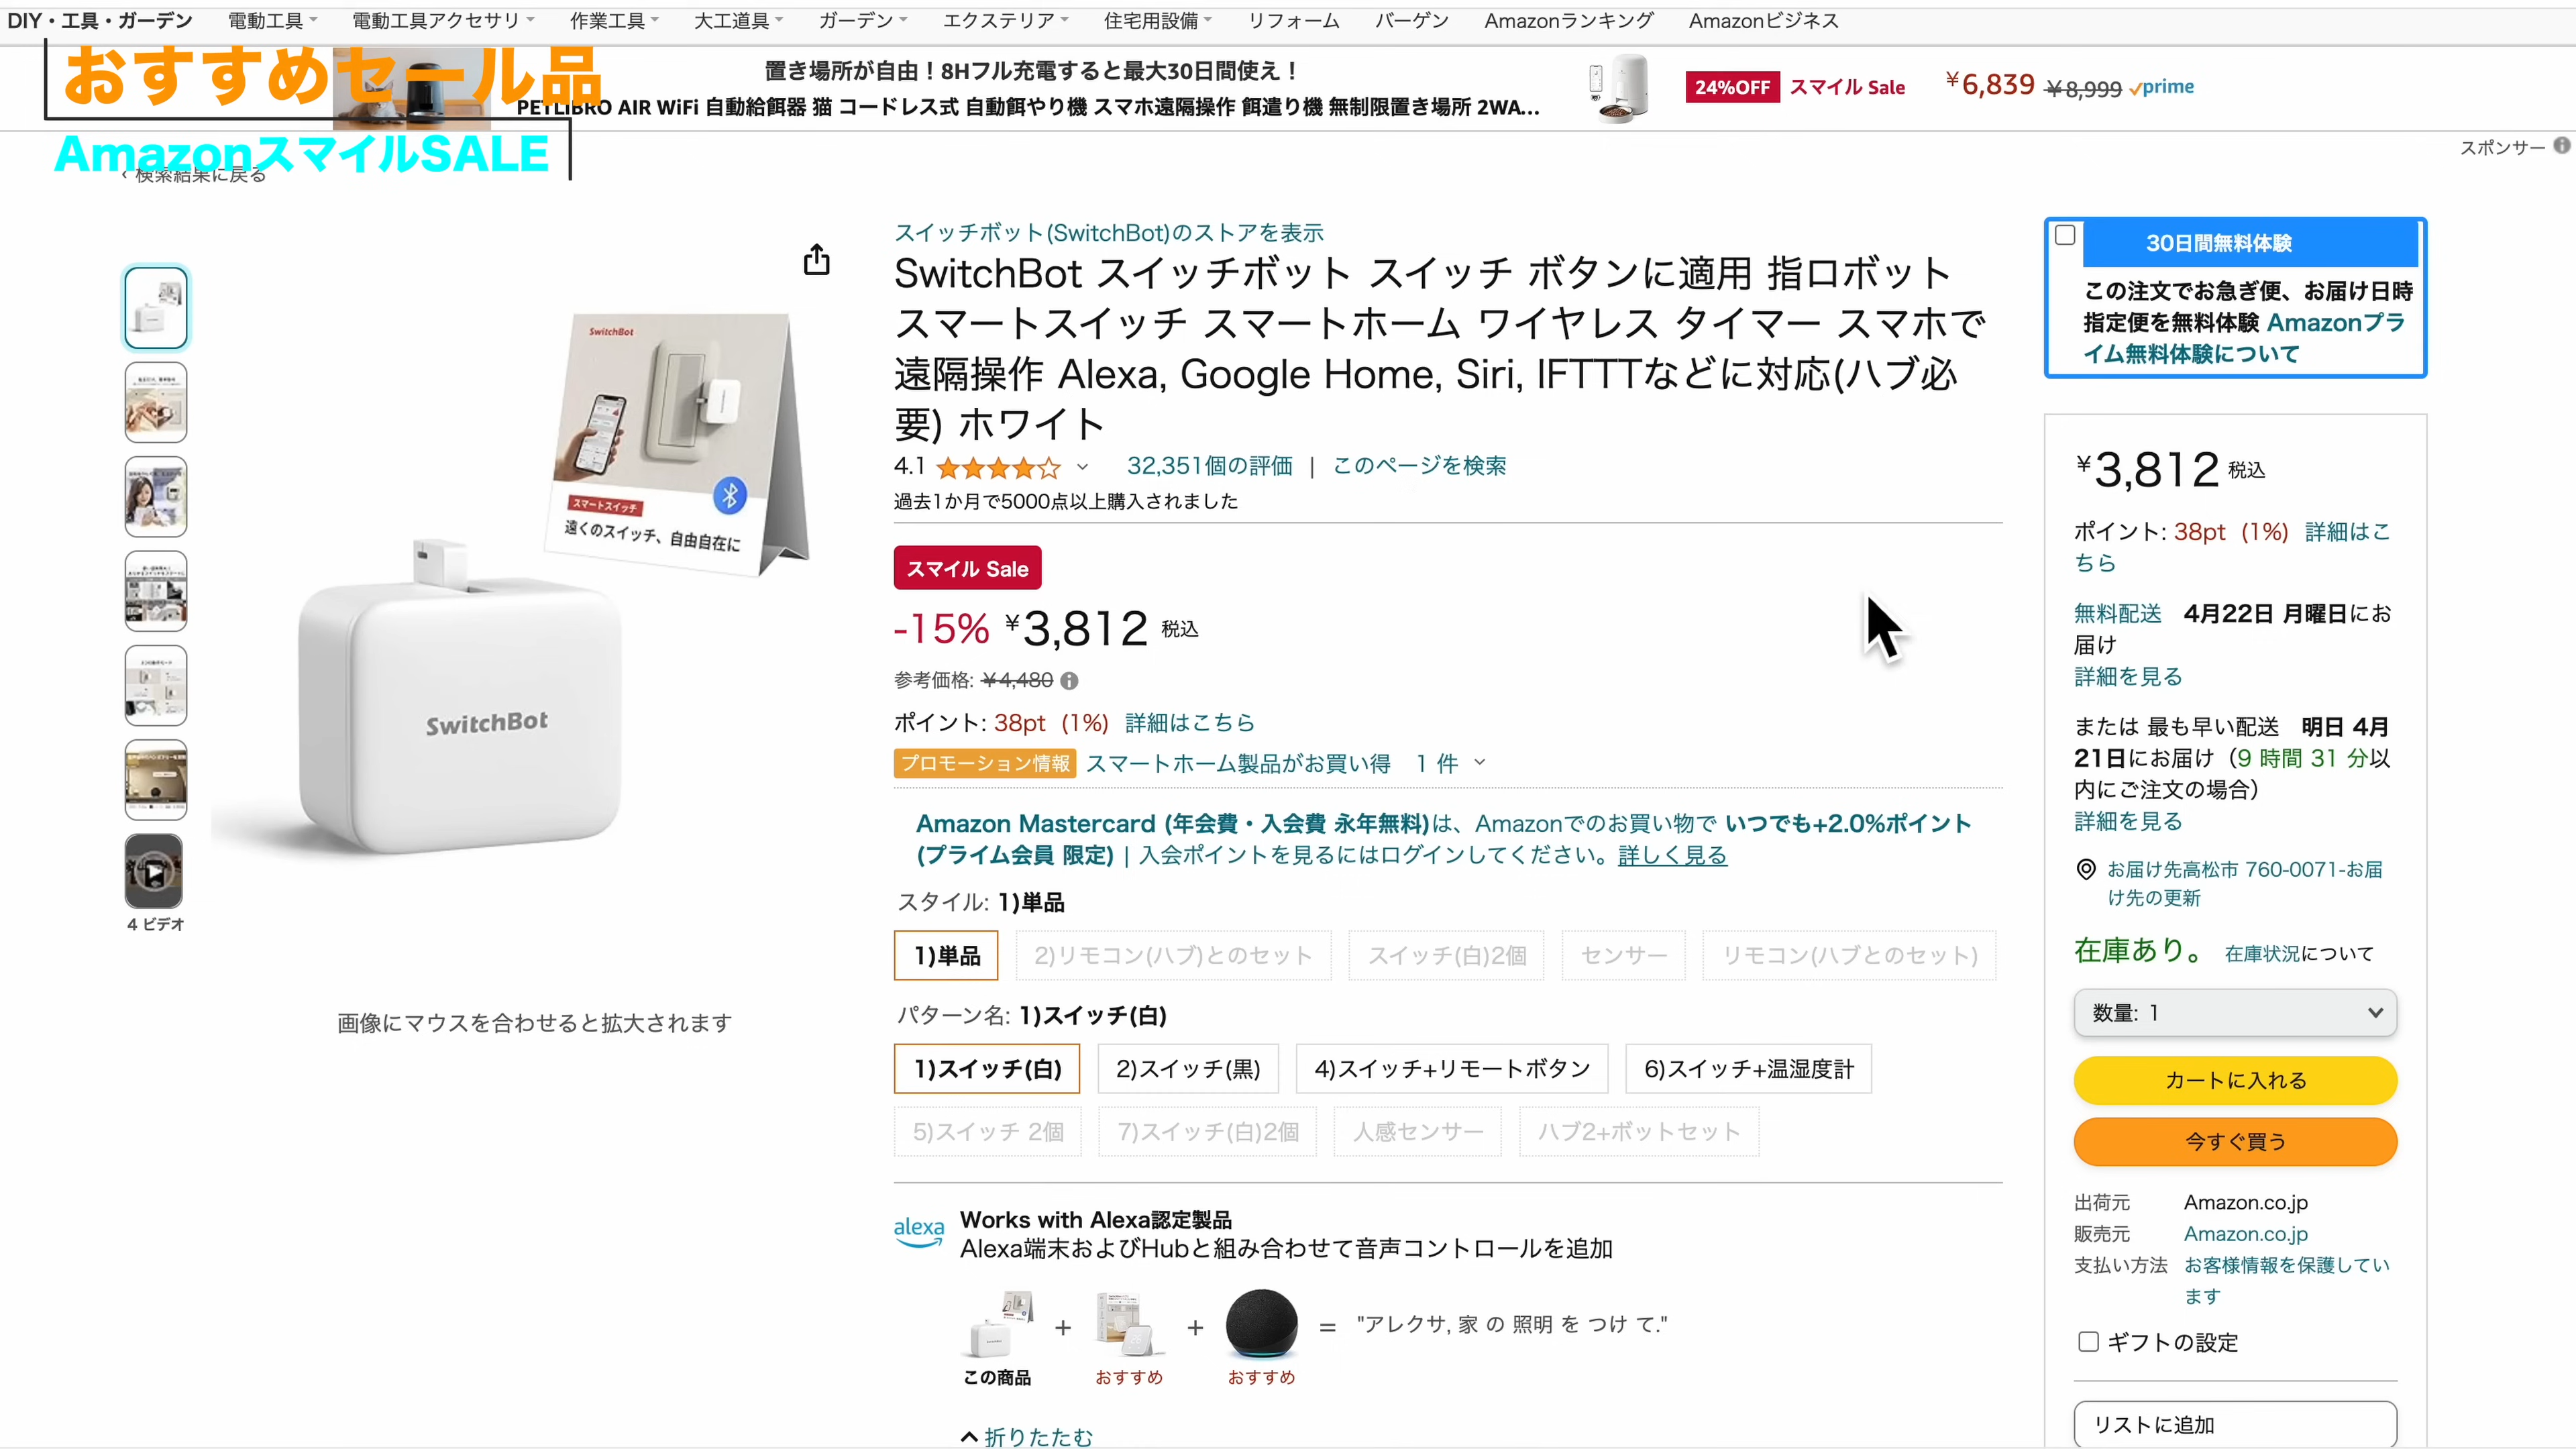 DIY・工具・ガーデン 電動工具 電動工具アクセサリ 作業工具 大工道具 ガーデン エクステリア 住宅用設備 リフォーム バーゲン Amazonランキング Amazonビジネス
おすすめセール品
AmazonスマイルSALE
置き場所が自由！8Hフル充電すると最大30日間使え！
PETLIBRO AIR WiFi 自動給餌器 猫 コードレス式 自動餌やり機 スマホ遠隔操作 餌遣り機 無制限置き場所 2WA...
24%OFF スマイル Sale ¥6,839 ¥8,999 prime
スポンサー
‹ 検索結果に戻る
SwitchBot
スマートスイッチ
遠くのスイッチ、自由自在に
SwitchBot
4 ビデオ
画像にマウスを合わせると拡大されます
スイッチボット(SwitchBot)のストアを表示
SwitchBot スイッチボット スイッチ ボタンに適用 指ロボット
スマートスイッチ スマートホーム ワイヤレス タイマー スマホで
遠隔操作 Alexa, Google Home, Siri, IFTTTなどに対応(ハブ必
要) ホワイト
4.1 32,351個の評価 | このページを検索
過去1か月で5000点以上購入されました
スマイル Sale
-15% ¥3,812 税込
参考価格: ¥4,480
ポイント: 38pt (1%) 詳細はこちら
プロモーション情報 スマートホーム製品がお買い得 1 件
Amazon Mastercard (年会費・入会費 永年無料)は、Amazonでのお買い物で いつでも+2.0%ポイント
(プライム会員 限定) | 入会ポイントを見るにはログインしてください。詳しく見る
スタイル: 1)単品
1)単品 2)リモコン(ハブ)とのセット スイッチ(白)2個 センサー リモコン(ハブとのセット)
パターン名: 1)スイッチ(白)
1)スイッチ(白) 2)スイッチ(黒) 4)スイッチ+リモートボタン 6)スイッチ+温湿度計
5)スイッチ 2個 7)スイッチ(白)2個 人感センサー ハブ2+ボットセット
alexa Works with Alexa認定製品
Alexa端末およびHubと組み合わせて音声コントロールを追加
+ + = "アレクサ, 家 の 照明 を つけ て."
この商品 おすすめ おすすめ
折りたたむ
30日間無料体験
この注文でお急ぎ便、お届け日時
指定便を無料体験 Amazonプラ
イム無料体験について
¥3,812 税込
ポイント: 38pt (1%) 詳細はこ
ちら
無料配送 4月22日 月曜日にお
届け
詳細を見る
または 最も早い配送 明日 4月
21日にお届け（9 時間 31 分以
内にご注文の場合）
詳細を見る
お届け先高松市 760-0071-お届
け先の更新
在庫あり。 在庫状況について
数量: 1
カートに入れる
今すぐ買う
出荷元 Amazon.co.jp
販売元 Amazon.co.jp
支払い方法 お客様情報を保護してい
ます
ギフトの設定
リストに追加